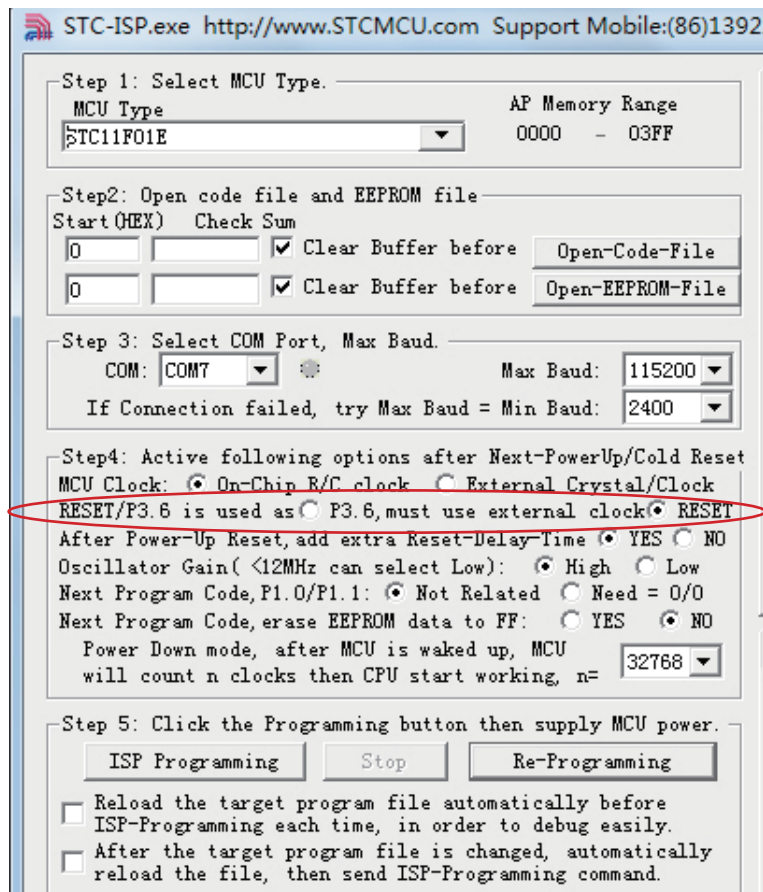 STC-ISP.exe http://www.STCMCU.com Support Mobile:(86)1392
Step 1: Select MCU Type.
MCU Type AP Memory Range
STC11F01E 0000 - 03FF
Step2: Open code file and EEPROM file
Start(HEX) Check Sum
0 Clear Buffer before Open-Code-File
0 Clear Buffer before Open-EEPROM-File
Step 3: Select COM Port, Max Baud.
COM: COM7 Max Baud: 115200
If Connection failed, try Max Baud = Min Baud: 2400
Step4: Active following options after Next-PowerUp/Cold Reset
MCU Clock: On-Chip R/C clock External Crystal/Clock
RESET/P3.6 is used as P3.6,must use external clock RESET
After Power-Up Reset,add extra Reset-Delay-Time YES NO
Oscillator Gain( <12MHz can select Low): High Low
Next Program Code,P1.0/P1.1: Not Related Need = 0/0
Next Program Code,erase EEPROM data to FF: YES NO
Power Down mode, after MCU is waked up, MCU
will count n clocks then CPU start working, n= 32768
Step 5: Click the Programming button then supply MCU power.
ISP Programming Stop Re-Programming
Reload the target program file automatically before
ISP-Programming each time, in order to debug easily.
After the target program file is changed, automatically
reload the file, then send ISP-Programming command.